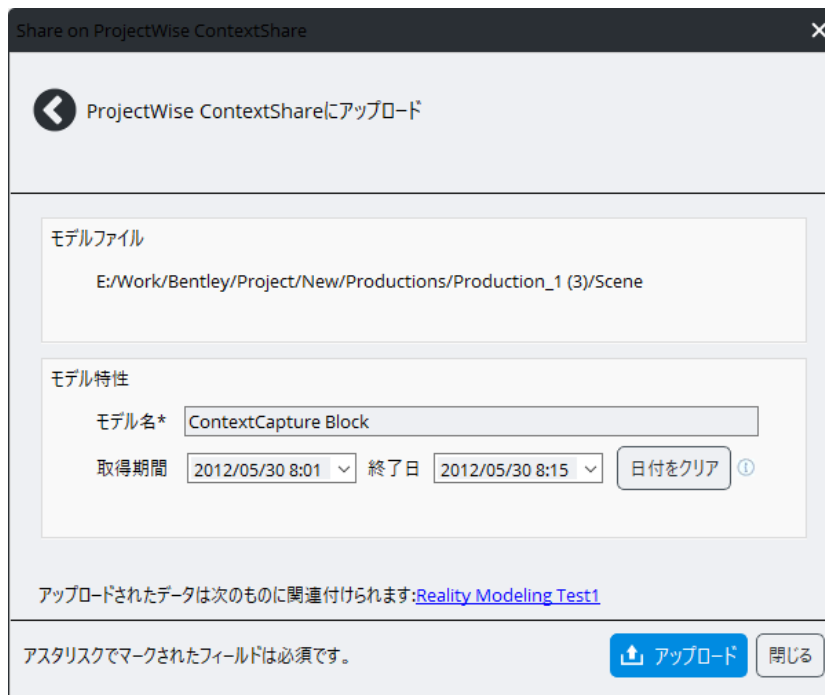 Share on ProjectWise ContextShare
ProjectWise ContextShareにアップロード
モデルファイル
E:/Work/Bentley/Project/New/Productions/Production_1 (3)/Scene
モデル特性
モデル名* ContextCapture Block
取得期間 2012/05/30 8:01 終了日 2012/05/30 8:15 日付をクリア
アップロードされたデータは次のものに関連付けられます:Reality Modeling Test1
アスタリスクでマークされたフィールドは必須です。 アップロード 閉じる